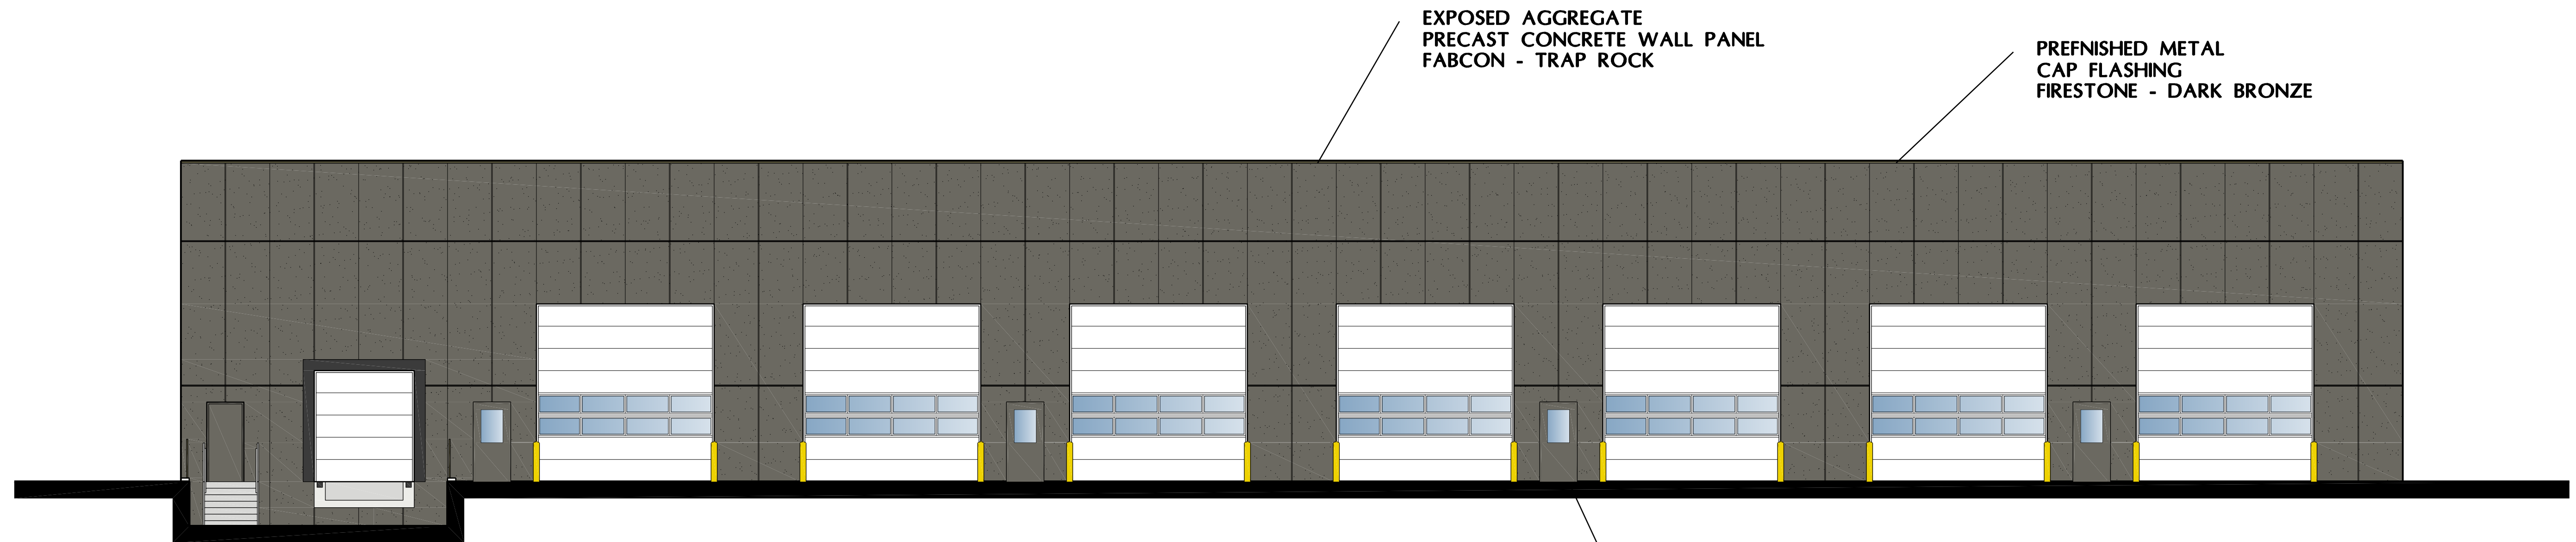 EXPOSED AGGREGATE
PRECAST CONCRETE WALL PANEL
FABCON - TRAP ROCK
PREFNISHED METAL
CAP FLASHING
FIRESTONE - DARK BRONZE